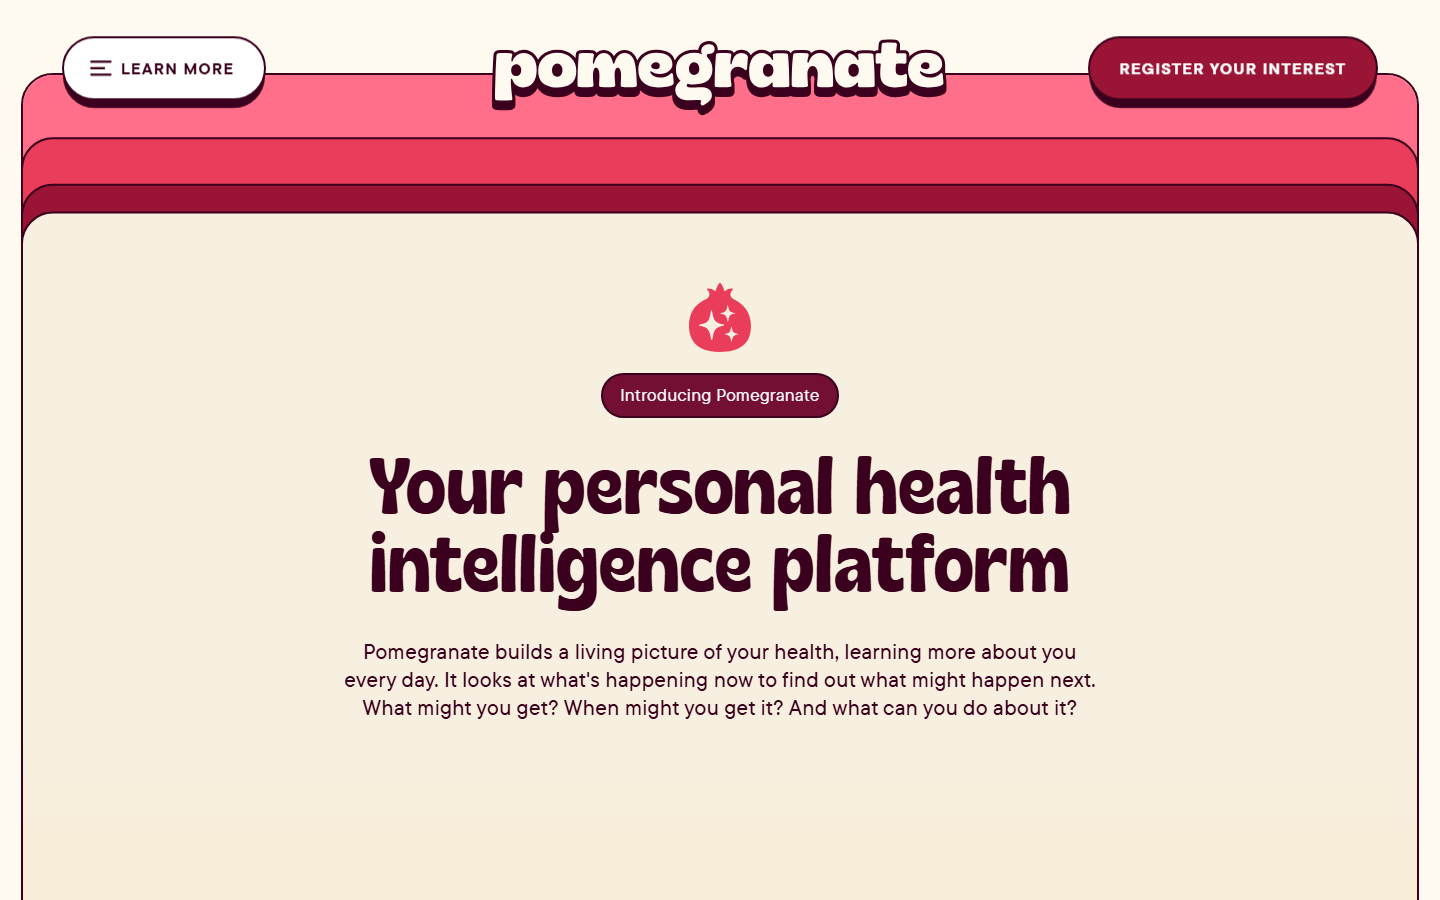 LEARN MORE
pomegranate
REGISTER YOUR INTEREST
Introducing Pomegranate
Your personal health
intelligence platform
Pomegranate builds a living picture of your health, learning more about you
every day. It looks at what's happening now to find out what might happen next.
What might you get? When might you get it? And what can you do about it?